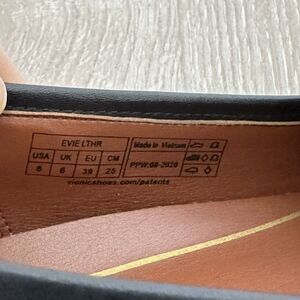 EVIE LTHR
USA UK EU CM
8 6 39 25
Made in Vietnam
PPW:08-2020
vionicshoes.com/patents